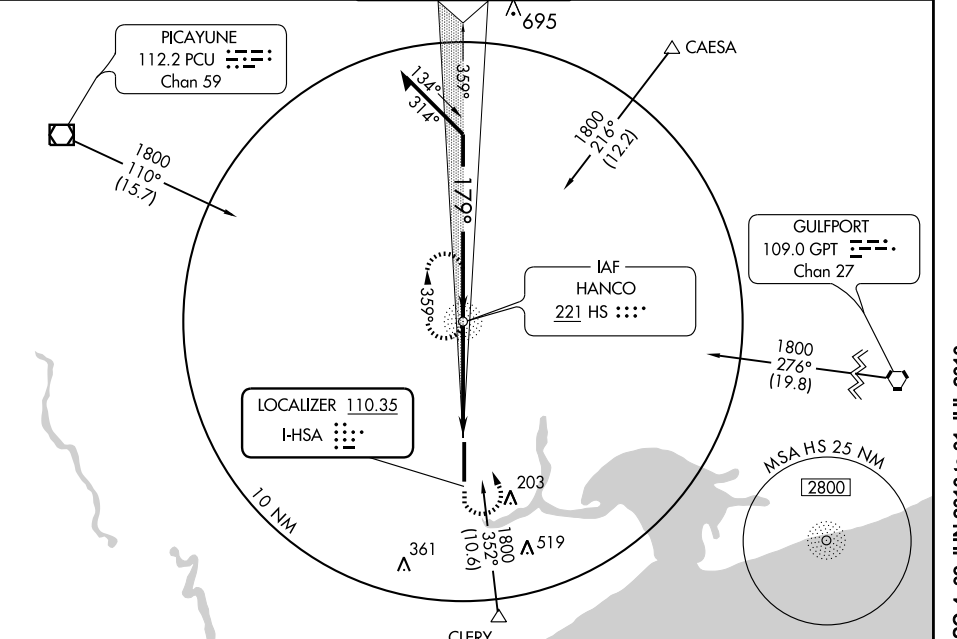 695
PICAYUNE
112.2 PCU
Chan 59
CAESA
359°
134°
314°
1800
216°
(12.2)
1800
110°
(15.7)
179°
GULFPORT
109.0 GPT
Chan 27
IAF
HANCO
221 HS
359°
1800
276°
(19.8)
LOCALIZER 110.35
I-HSA
MSA HS 25 NM
2800
10 NM
203
1800
352°
(10.6)
519
361